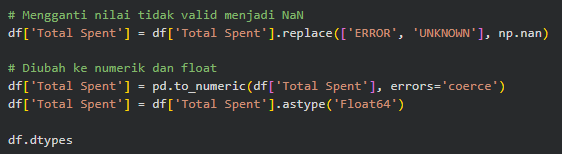 # Mengganti nilai tidak valid menjadi NaN
df['Total Spent'] = df['Total Spent'].replace(['ERROR', 'UNKNOWN'], np.nan)
# Diubah ke numerik dan float
df['Total Spent'] = pd.to_numeric(df['Total Spent'], errors='coerce')
df['Total Spent'] = df['Total Spent'].astype('Float64')
df.dtypes